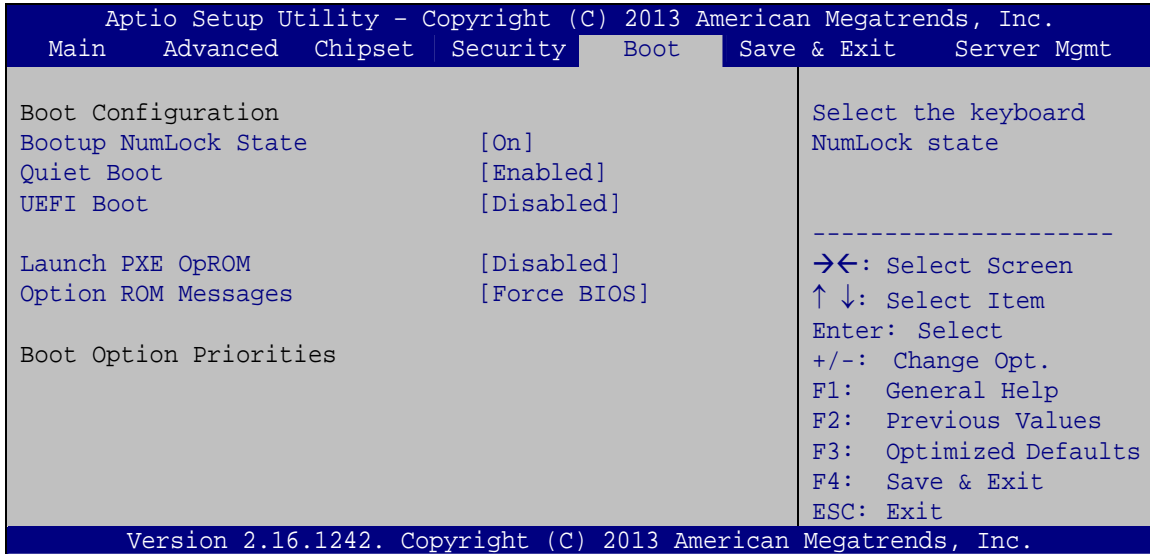 Aptio Setup Utility – Copyright (C) 2013 American Megatrends, Inc.
Main Advanced Chipset Security Boot Save & Exit Server Mgmt
Boot Configuration
Bootup NumLock State [On]
Quiet Boot [Enabled]
UEFI Boot [Disabled]
Launch PXE OpROM [Disabled]
Option ROM Messages [Force BIOS]
Boot Option Priorities
Select the keyboard
NumLock state
---------------------
→←: Select Screen
↑ ↓: Select Item
Enter: Select
+/-: Change Opt.
F1: General Help
F2: Previous Values
F3: Optimized Defaults
F4: Save & Exit
ESC: Exit
Version 2.16.1242. Copyright (C) 2013 American Megatrends, Inc.